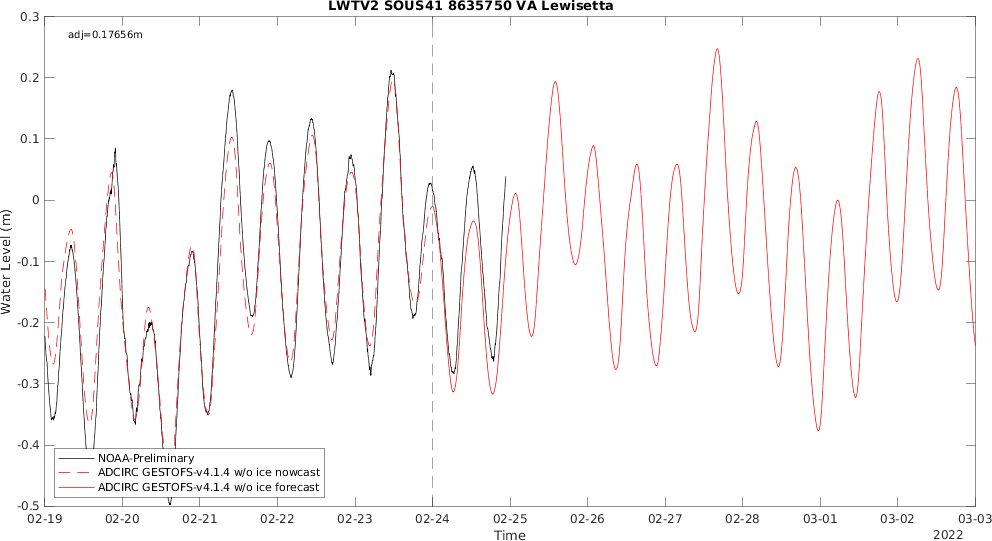 LWTV2 SOUS41 8635750 VA Lewisetta
adj=0.17656m
0.3
0.2
0.1
0
-0.1
-0.2
-0.3
-0.4
-0.5
Water Level (m)
NOAA-Preliminary
ADCIRC GESTOFS-v4.1.4 w/o ice nowcast
ADCIRC GESTOFS-v4.1.4 w/o ice forecast
02-19 02-20 02-21 02-22 02-23 02-24 02-25 02-26 02-27 02-28 03-01 03-02 03-03
Time
2022